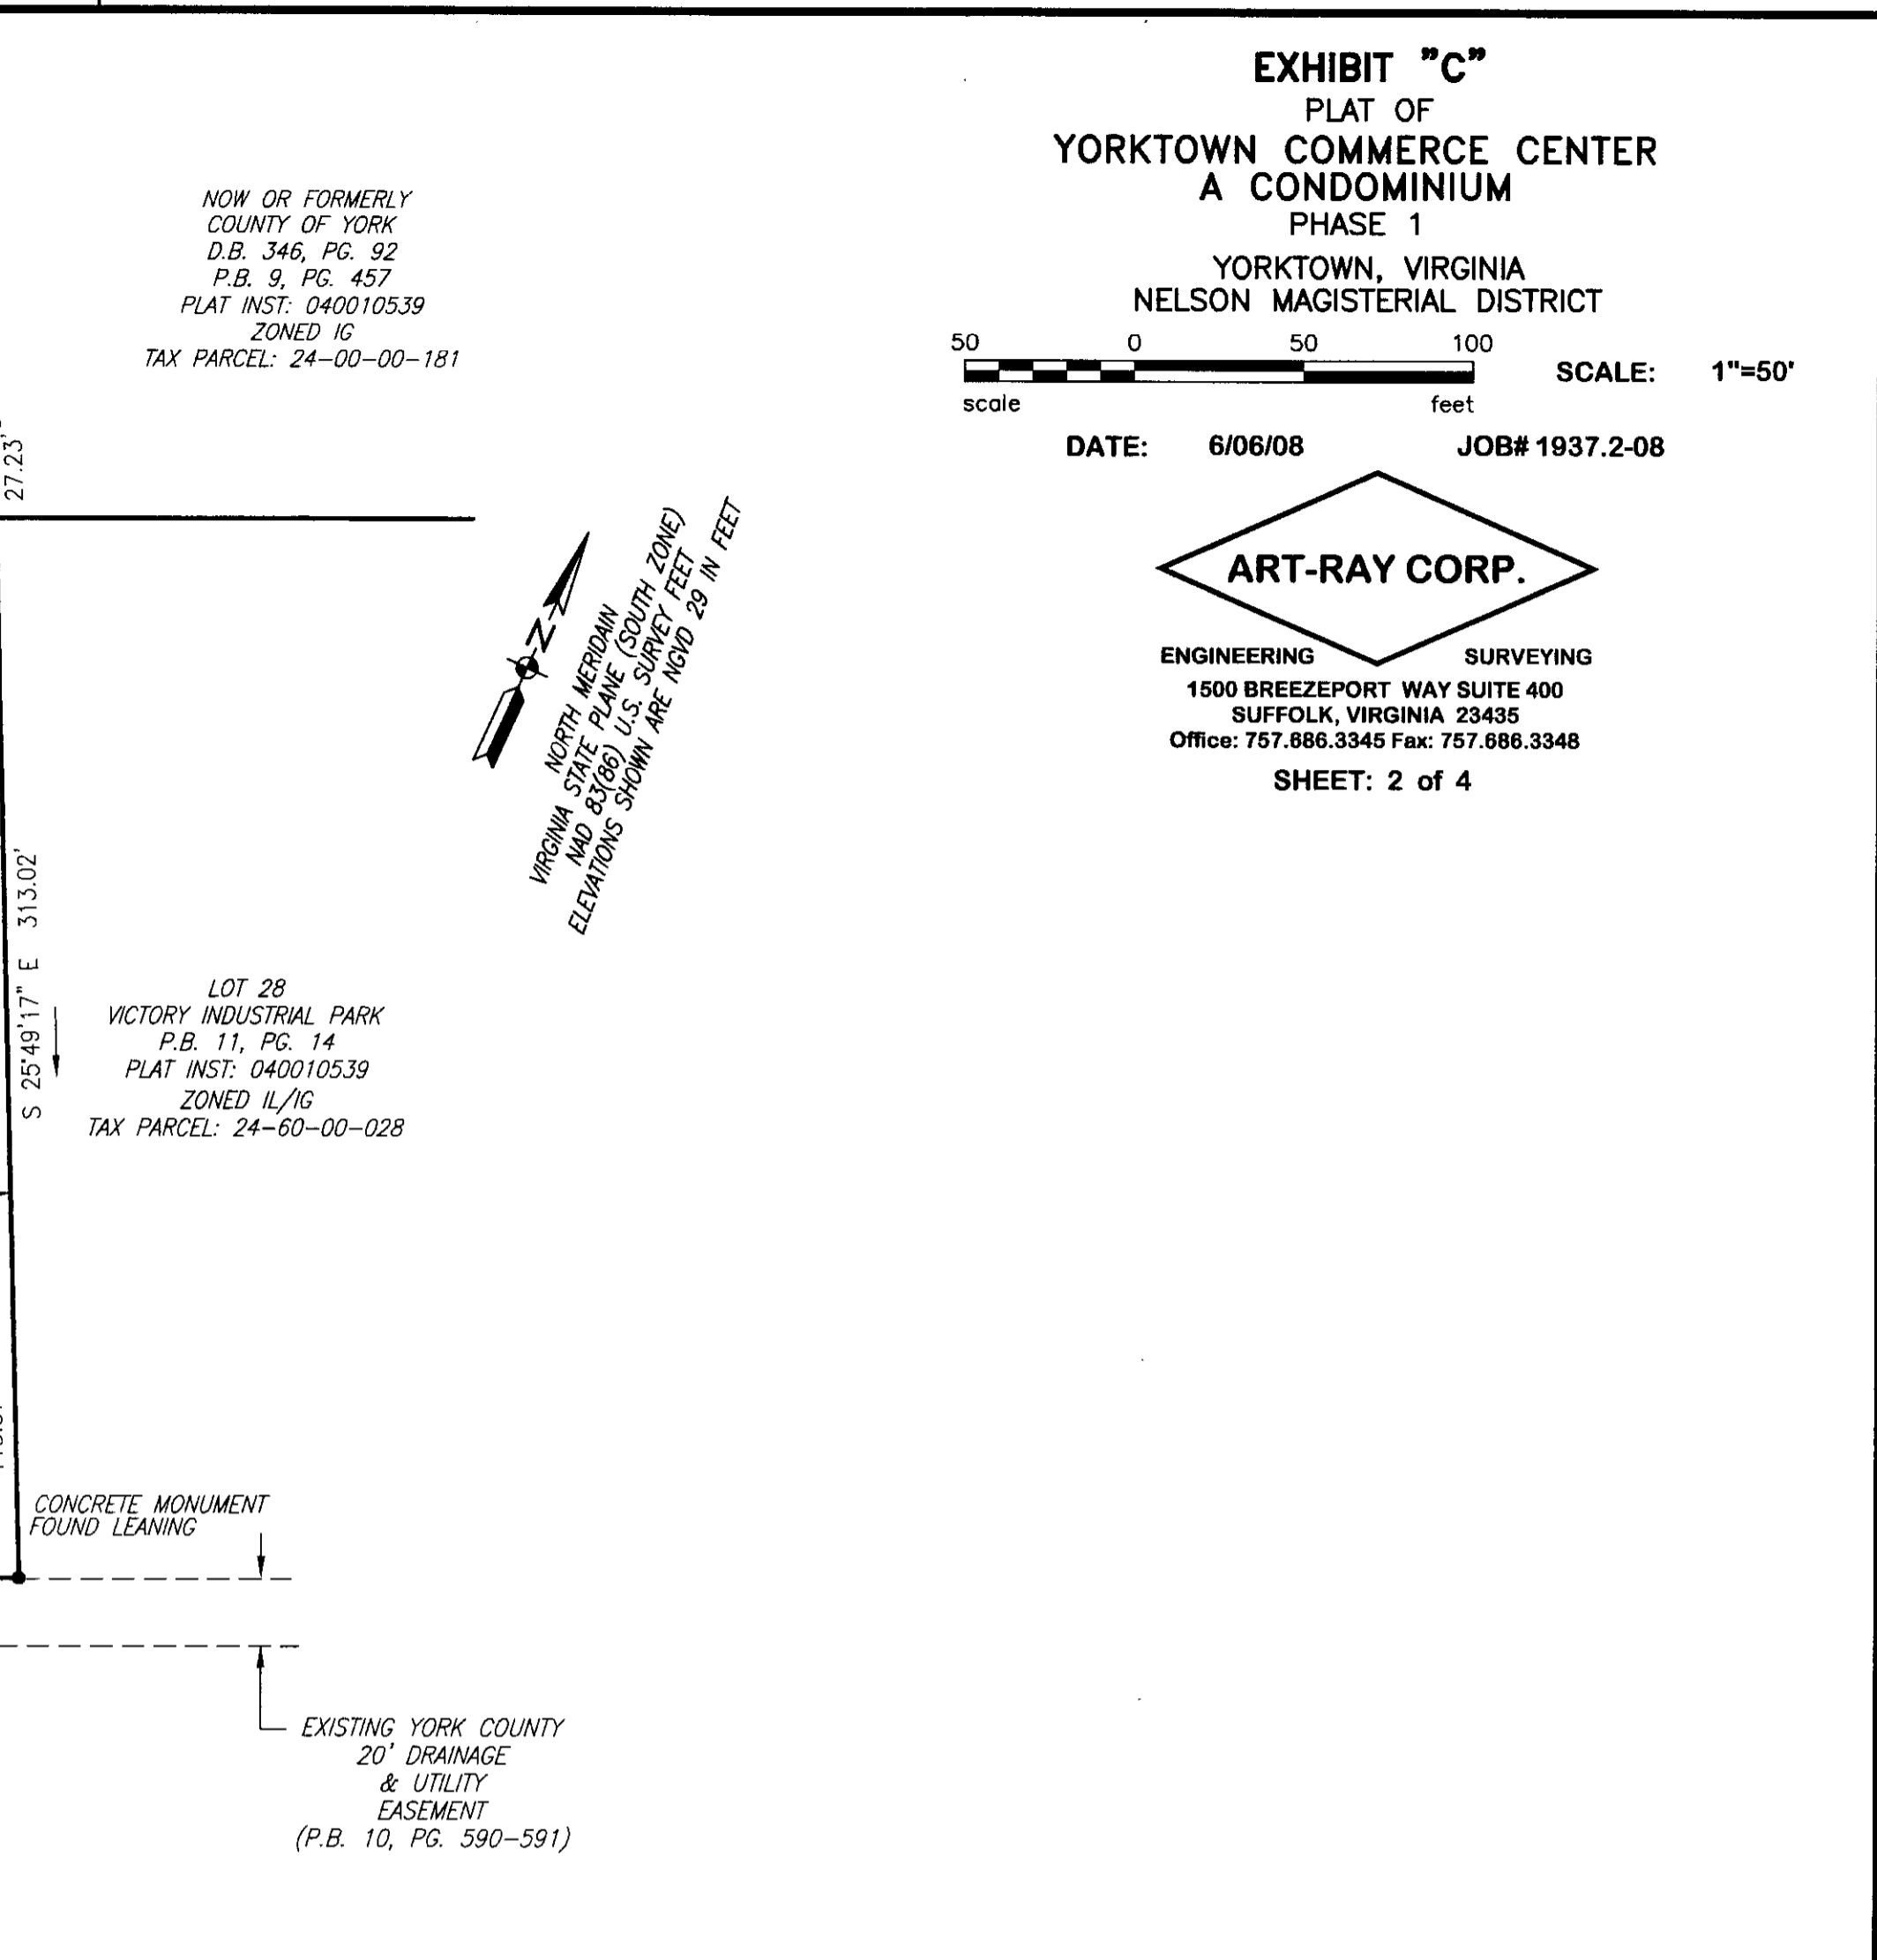 EXHIBIT "C"
PLAT OF
YORKTOWN COMMERCE CENTER
A CONDOMINIUM
PHASE 1
YORKTOWN, VIRGINIA
NELSON MAGISTERIAL DISTRICT
50 0 50 100
scale feet
SCALE: 1"=50'
DATE: 6/06/08 JOB# 1937.2-08
ART-RAY CORP.
ENGINEERING SURVEYING
1500 BREEZEPORT WAY SUITE 400
SUFFOLK, VIRGINIA 23435
Office: 757.686.3345 Fax: 757.686.3348
SHEET: 2 of 4
NOW OR FORMERLY
COUNTY OF YORK
D.B. 346, PG. 92
P.B. 9, PG. 457
PLAT INST: 040010539
ZONED IG
TAX PARCEL: 24-00-00-181
27.23'
N
NORTH MERIDAIN
VIRGINIA STATE PLANE (SOUTH ZONE)
NAD 83(86) U.S. SURVEY FEET
ELEVATIONS SHOWN ARE NGVD 29 IN FEET
S 25°49'17" E 313.02'
LOT 28
VICTORY INDUSTRIAL PARK
P.B. 11, PG. 14
PLAT INST: 040010539
ZONED IL/IG
TAX PARCEL: 24-60-00-028
CONCRETE MONUMENT
FOUND LEANING
EXISTING YORK COUNTY
20' DRAINAGE
& UTILITY
EASEMENT
(P.B. 10, PG. 590-591)